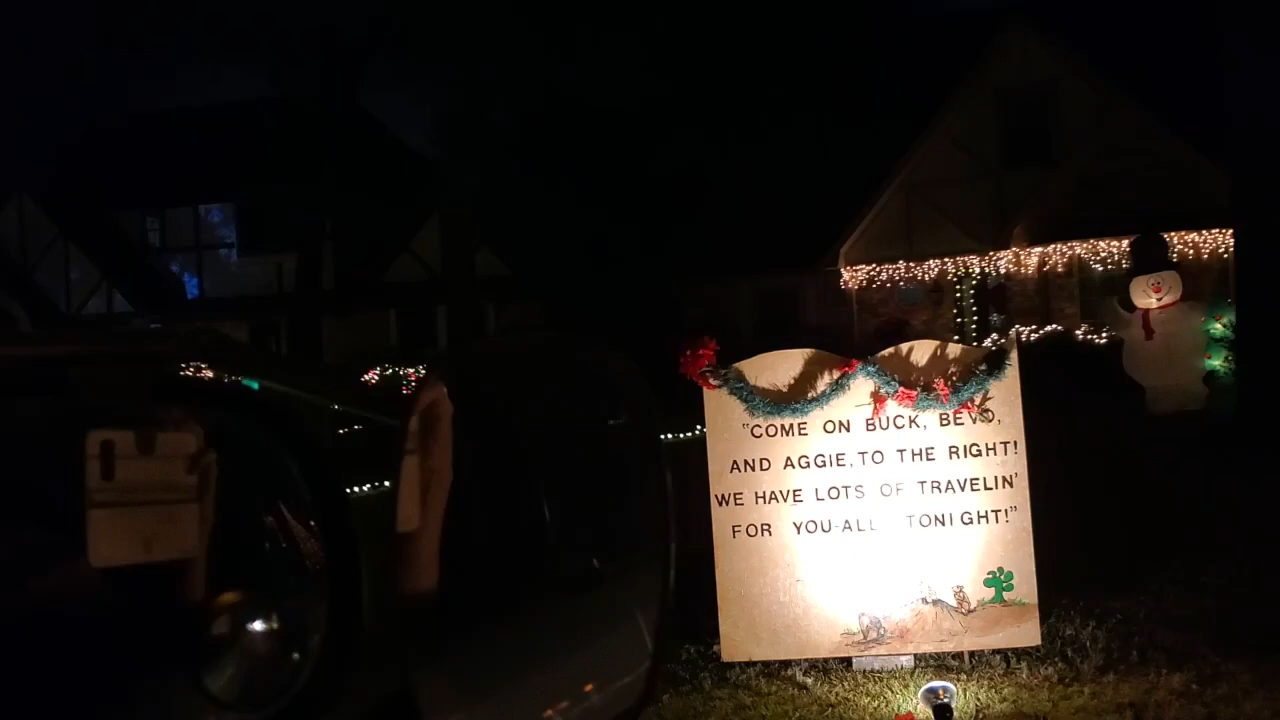 "COME ON BUCK, BEVO,
AND AGGIE, TO THE RIGHT!
WE HAVE LOTS OF TRAVELIN'
FOR YOU-ALL TONIGHT!"